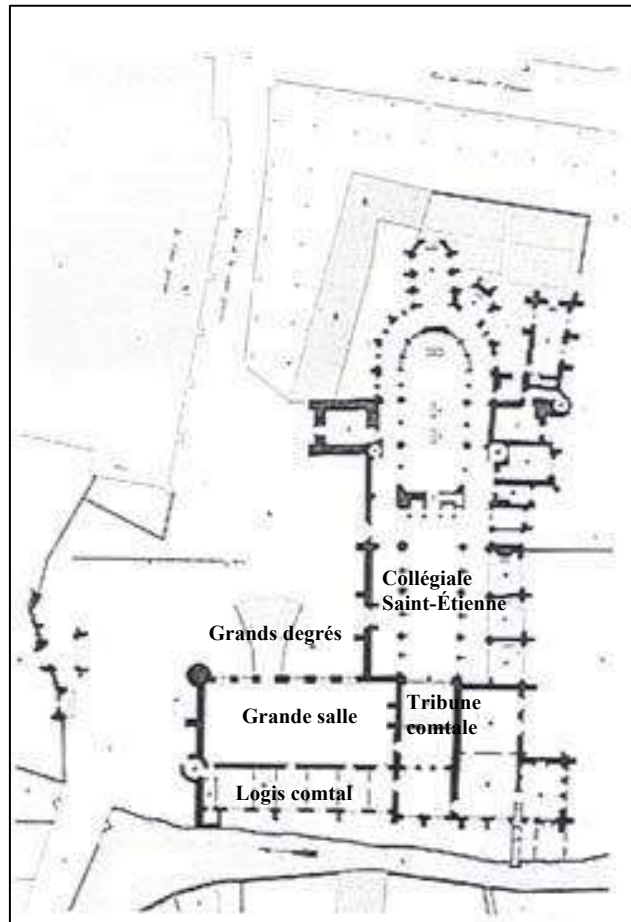 Collégiale
Saint-Étienne
Grands degrés
Grande salle
Tribune
comtale
Logis comtal